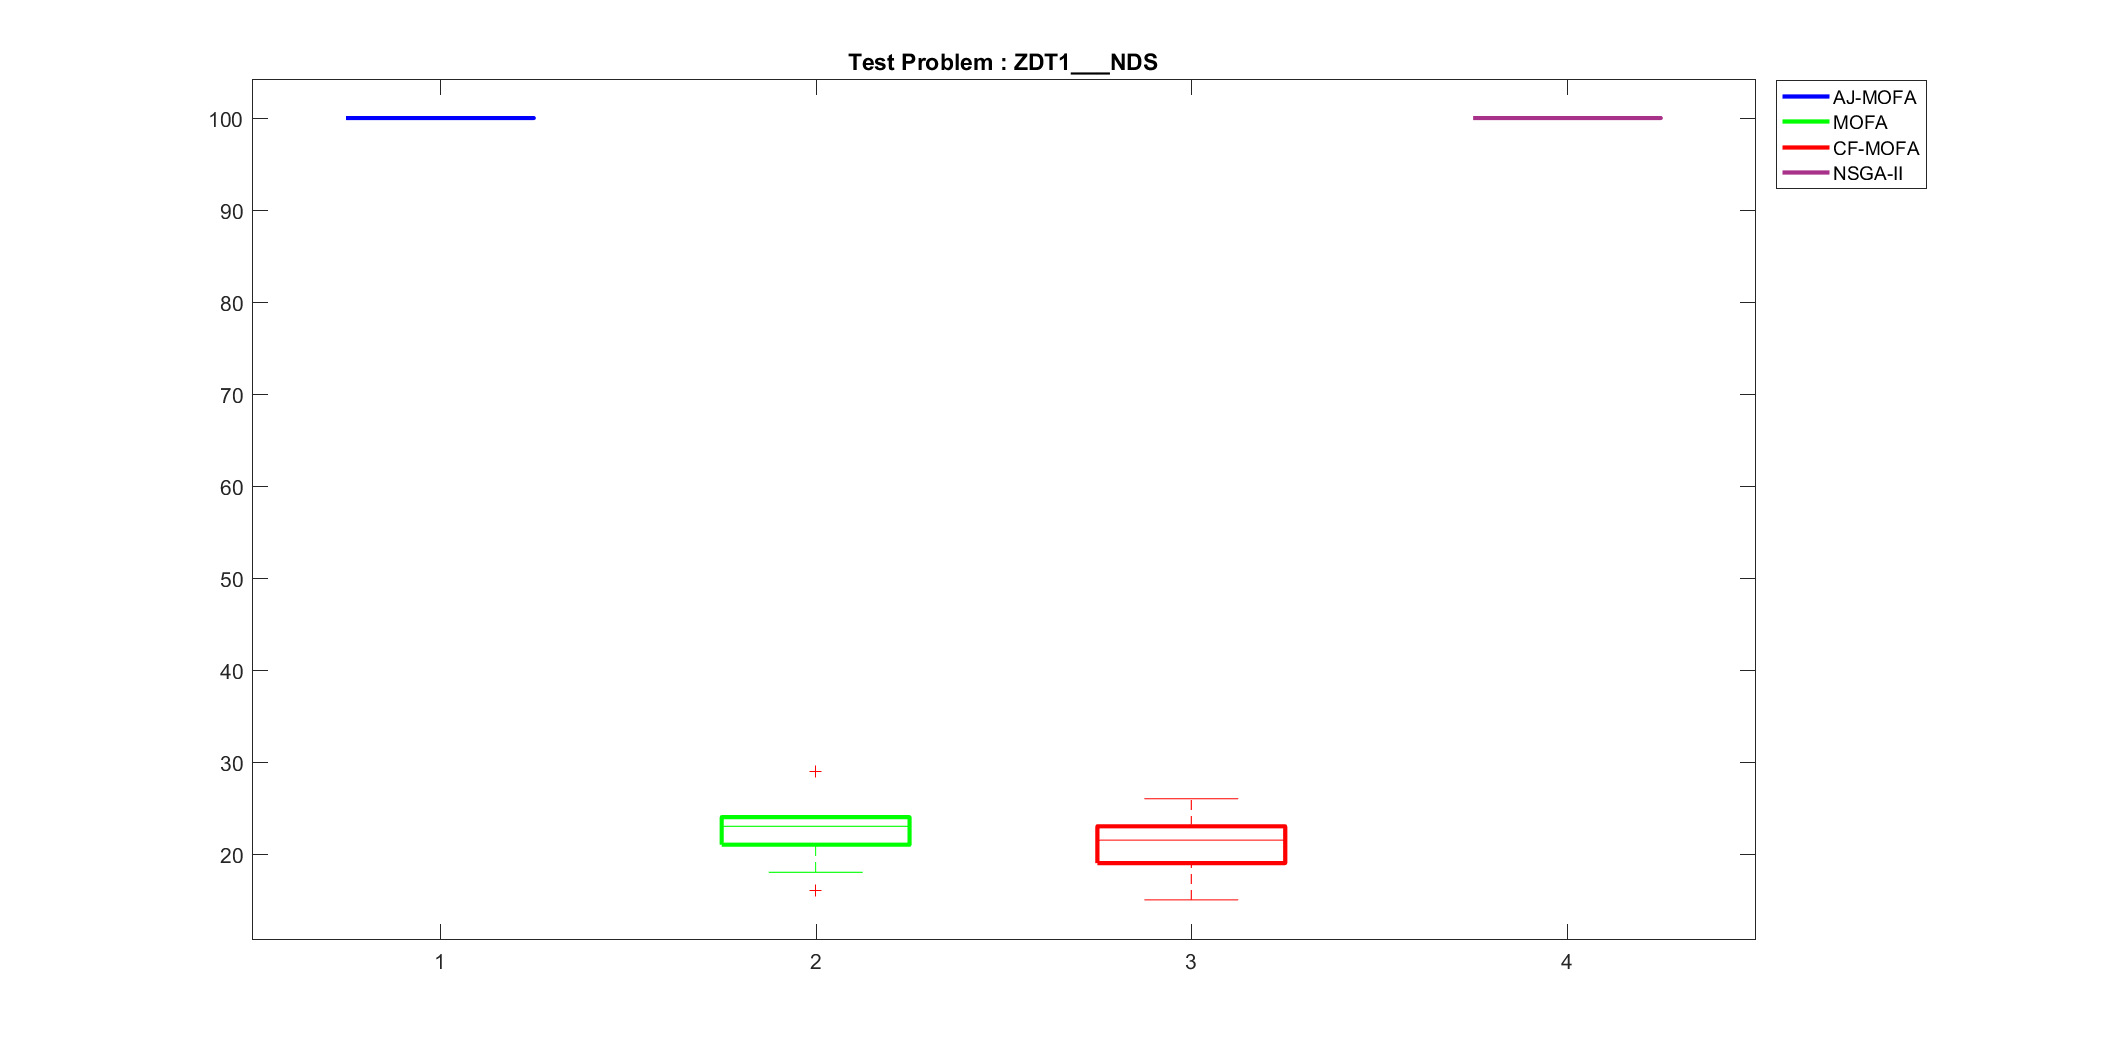 Test Problem : ZDT1___NDS
AJ-MOFA
MOFA
CF-MOFA
NSGA-II
100
90
80
70
60
50
40
30
20
1 2 3 4